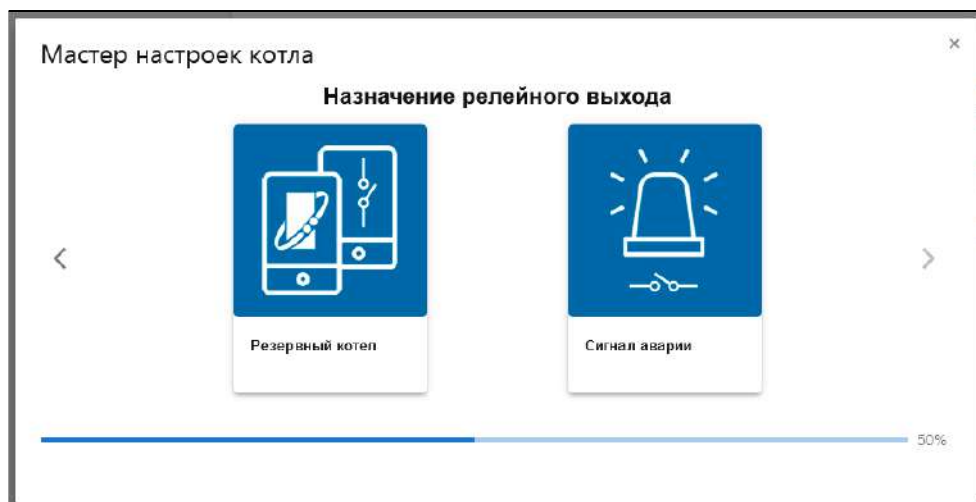 Мастер настроек котла
×
Назначение релейного выхода
Резервный котел
Сигнал аварии
50%